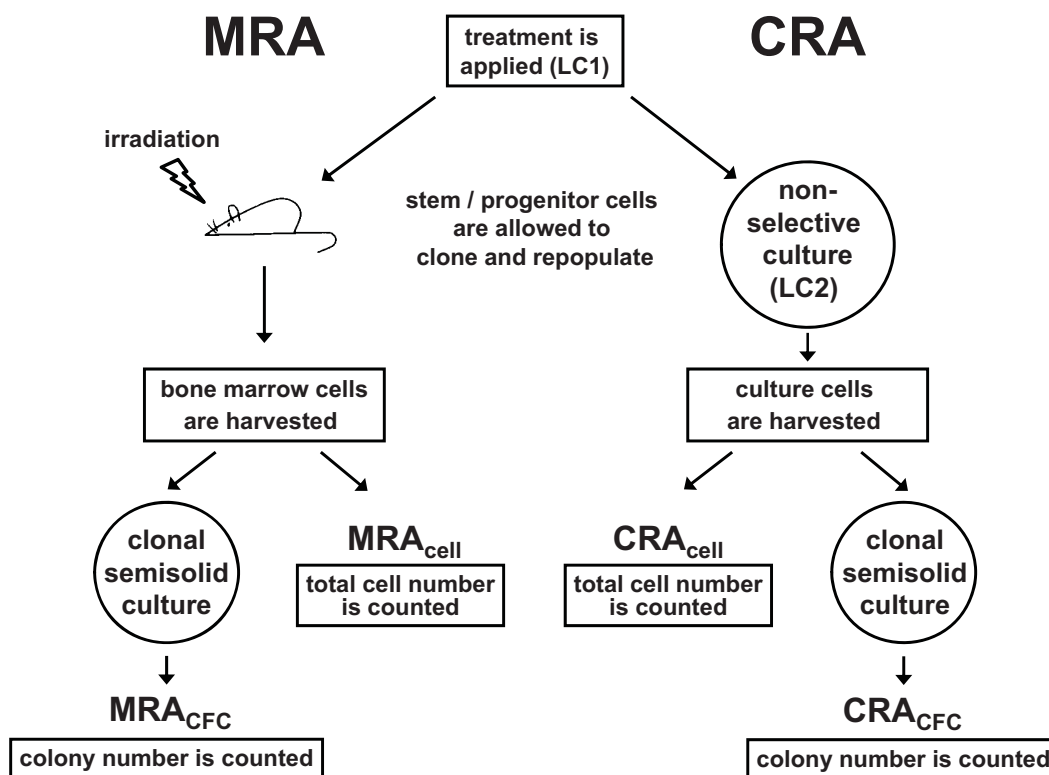 MRA
treatment is
applied (LC1)
CRA
irradiation
stem / progenitor cells
are allowed to
clone and repopulate
non-
selective
culture
(LC2)
bone marrow cells
are harvested
culture cells
are harvested
clonal
semisolid
culture
MRAcell
total cell number
is counted
CRAcell
total cell number
is counted
clonal
semisolid
culture
MRACFC
colony number is counted
CRACFC
colony number is counted